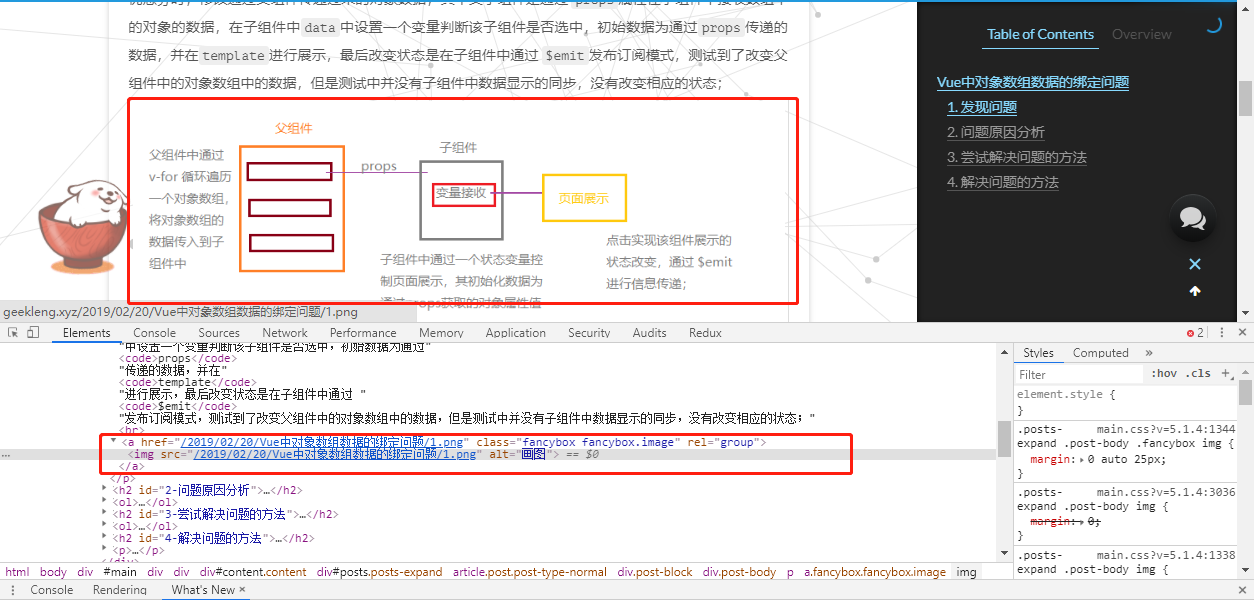 的对象的数据，在子组件中 data 中设置一个变量判断该子组件是否选中，初始数据为通过 props 传递的
数据，并在 template 进行展示，最后改变状态是在子组件中通过 $emit 发布订阅模式，测试到了改变父
组件中的对象数组中的数据，但是测试中并没有子组件中数据显示的同步，没有改变相应的状态；
父组件
父组件中通过
v-for 循环遍历
一个对象数组，
将对象数组的
数据传入到子
组件中
props
子组件
变量接收
页面展示
子组件中通过一个状态变量控
制页面展示，其初始化数据为
通过props获取的对象属性值
点击实现该组件展示的
状态改变，通过 $emit
进行信息传递；
Table of Contents
Overview
Vue中对象数组数据的绑定问题
1. 发现问题
2. 问题原因分析
3. 尝试解决问题的方法
4. 解决问题的方法
geekleng.xyz/2019/02/20/Vue中对象数组数据的绑定问题/1.png
Elements Console Sources Network Performance Memory Application Security Audits Redux
2
"中设置一个变量判断该子组件是否选中，初始数据为通过"
<code>props</code>
"传递的数据，并在"
<code>template</code>
"进行展示，最后改变状态是在子组件中通过 "
<code>$emit</code>
"发布订阅模式，测试到了改变父组件中的对象数组中的数据，但是测试中并没有子组件中数据显示的同步，没有改变相应的状态；"
<hr>
<a href="/2019/02/20/Vue中对象数组数据的绑定问题/1.png" class="fancybox fancybox.image" rel="group">
<img src="/2019/02/20/Vue中对象数组数据的绑定问题/1.png" alt="画图"> == $0
</a>
</p>
<h2 id="2-问题原因分析">…</h2>
<ol>…</ol>
<h2 id="3-尝试解决问题的方法">…</h2>
<ol>…</ol>
<h2 id="4-解决问题的方法">…</h2>
<p>…</p>
</div>
html body div #main div div div#content.content div#posts.posts-expand article.post.post-type-normal div.post-block div.post-body p a.fancybox.fancybox.image img
Styles Computed »
Filter :hov .cls +
element.style {
}
.posts- main.css?v=5.1.4:1344
expand .post-body .fancybox img {
margin: 0 auto 25px;
}
.posts- main.css?v=5.1.4:3036
expand .post-body img {
margin: 0;
}
.posts- main.css?v=5.1.4:1338
expand .post-body img {
Console Rendering What's New ×